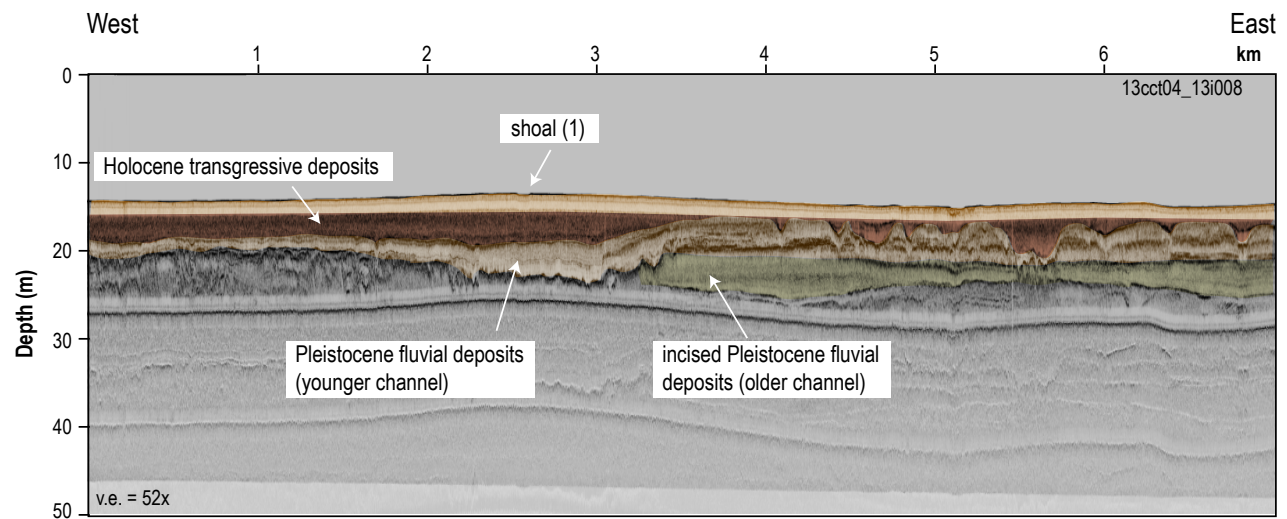 West
East
1 2 3 4 5 6 km
0
13cct04_13i008
shoal (1)
10
Holocene transgressive deposits
20
Depth (m)
30
Pleistocene fluvial deposits
(younger channel)
incised Pleistocene fluvial
deposits (older channel)
40
v.e. = 52x
50